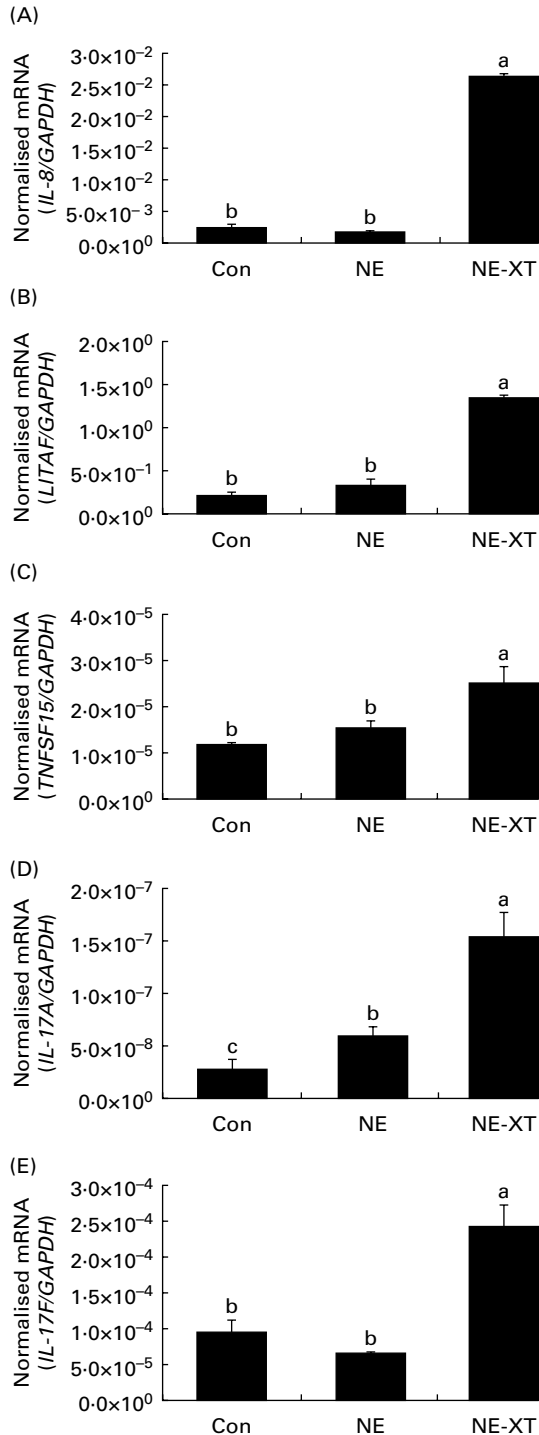 (A)
Normalised mRNA
(IL-8/GAPDH)
3·0×10⁻²
2·5×10⁻²
2·0×10⁻²
1·0×10⁻²
1·0×10⁻²
5·0×10⁻³
0·0×10⁰
b
b
a
Con NE NE-XT
(B)
Normalised mRNA
(LITAF/GAPDH)
2·0×10⁰
1·5×10⁰
1·0×10⁰
5·0×10⁻¹
0·0×10⁰
b
b
a
Con NE NE-XT
(C)
Normalised mRNA
(TNFSF15/GAPDH)
4·0×10⁻⁵
3·0×10⁻⁵
2·0×10⁻⁵
1·0×10⁻⁵
0·0×10⁰
b
b
a
Con NE NE-XT
(D)
Normalised mRNA
(IL-17A/GAPDH)
2·0×10⁻⁷
1·5×10⁻⁷
1·0×10⁻⁷
5·0×10⁻⁸
0·0×10⁰
c
b
a
Con NE NE-XT
(E)
Normalised mRNA
(IL-17F/GAPDH)
3·0×10⁻⁴
2·5×10⁻⁴
2·0×10⁻⁴
1·5×10⁻⁴
1·0×10⁻⁴
5·0×10⁻⁵
0·0×10⁰
b
b
a
Con NE NE-XT